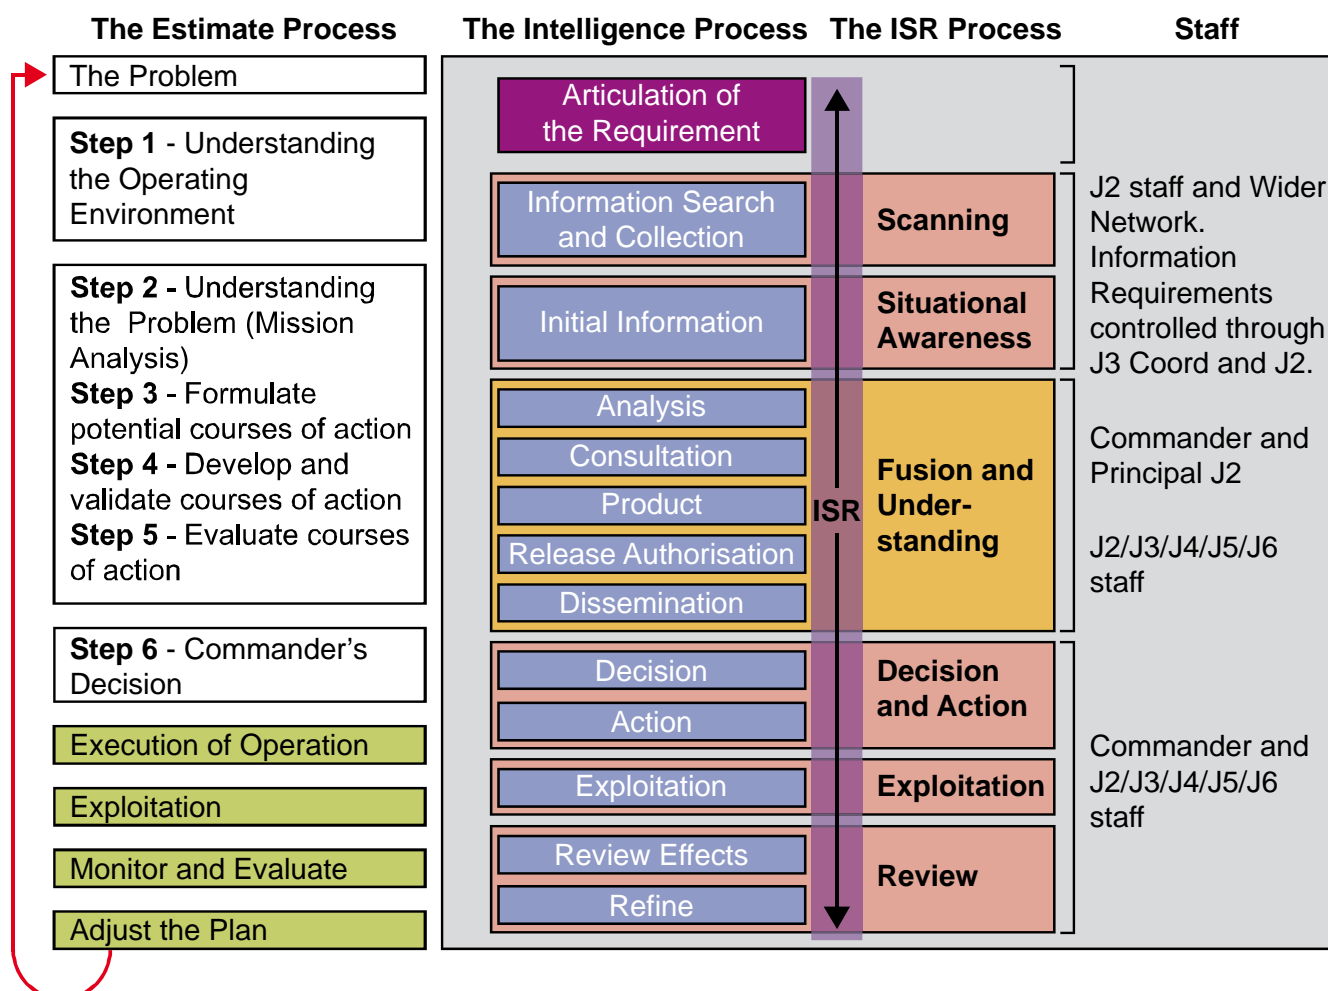 The Estimate Process
The Intelligence Process
The ISR Process
Staff
The Problem
Step 1 - Understanding
the Operating
Environment
Step 2 - Understanding
the Problem (Mission
Analysis)
Step 3 - Formulate
potential courses of action
Step 4 - Develop and
validate courses of action
Step 5 - Evaluate courses
of action
Step 6 - Commander’s
Decision
Execution of Operation
Exploitation
Monitor and Evaluate
Adjust the Plan
Articulation of
the Requirement
Information Search
and Collection
Initial Information
Analysis
Consultation
Product
Release Authorisation
Dissemination
Decision
Action
Exploitation
Review Effects
Refine
ISR
Scanning
Situational
Awareness
Fusion and
Under-
standing
Decision
and Action
Exploitation
Review
J2 staff and Wider
Network.
Information
Requirements
controlled through
J3 Coord and J2.
Commander and
Principal J2
J2/J3/J4/J5/J6
staff
Commander and
J2/J3/J4/J5/J6
staff